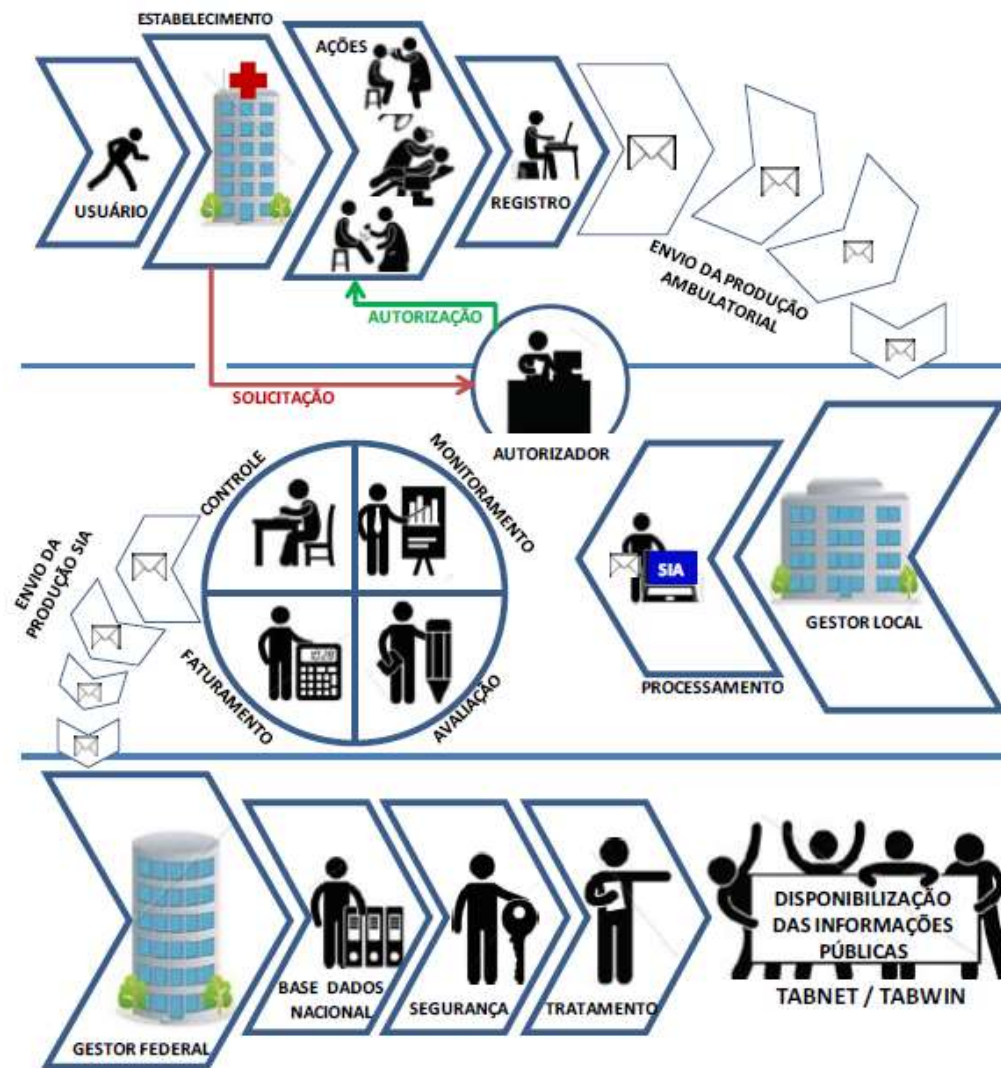 ESTABELECIMENTO
AÇÕES
USUÁRIO
REGISTRO
ENVIO DA PRODUÇÃO
AMBULATORIAL
AUTORIZAÇÃO
SOLICITAÇÃO
AUTORIZADOR
CONTROLE
MONITORAMENTO
ENVIO DA
PRODUÇÃO SIA
SIA
GESTOR LOCAL
FATURAMENTO
AVALIAÇÃO
PROCESSAMENTO
DISPONIBILIZAÇÃO
DAS INFORMAÇÕES
PÚBLICAS
BASE DADOS
NACIONAL
SEGURANÇA
TRATAMENTO
TABNET / TABWIN
GESTOR FEDERAL